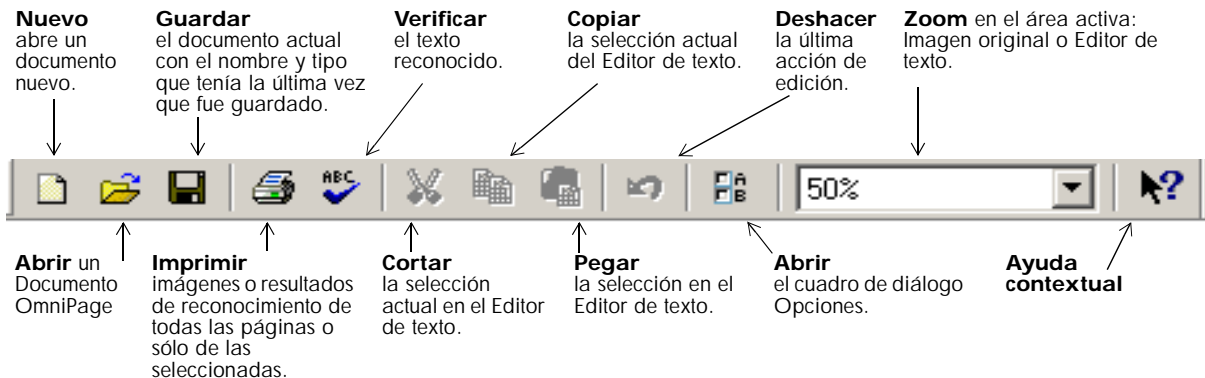 Nuevo
abre un
documento
nuevo.
Guardar
el documento actual
con el nombre y tipo
que tenía la última vez
que fue guardado.
Verificar
el texto
reconocido.
Copiar
la selección actual
del Editor de texto.
Deshacer
la última
acción de
edición.
Zoom en el área activa:
Imagen original o Editor de
texto.
ABC
A
B
50%
?
Abrir un
Documento
OmniPage
Imprimir
imágenes o resultados
de reconocimiento de
todas las páginas o
sólo de las
seleccionadas.
Cortar
la selección
actual en el Editor
de texto.
Pegar
la selección en el
Editor de texto.
Abrir
el cuadro de diálogo
Opciones.
Ayuda
contextual